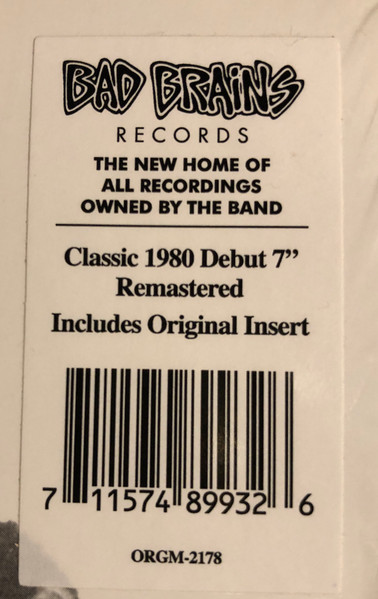 BAD BRAINS
RECORDS
THE NEW HOME OF
ALL RECORDINGS
OWNED BY THE BAND
Classic 1980 Debut 7”
Remastered
Includes Original Insert
7 11574 89932 6
ORGM-2178